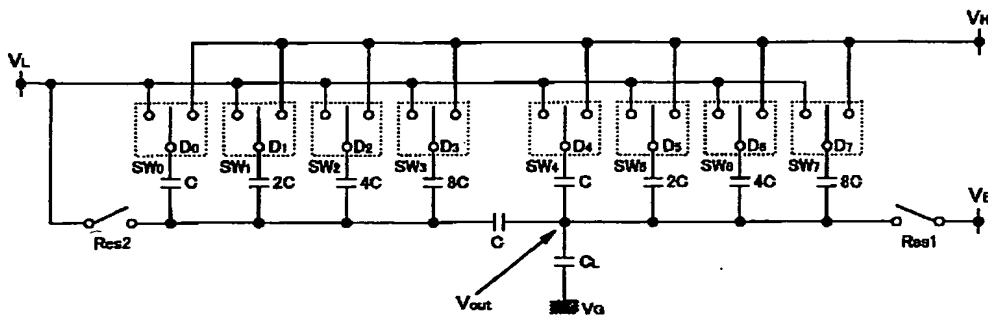 VH
VL
D0 D1 D2 D3 D4 D5 D6 D7
SW0 SW1 SW2 SW3 SW4 SW5 SW6 SW7
C 2C 4C 8C C 2C 4C 8C
Res2 C Res1
CL
Vout VG